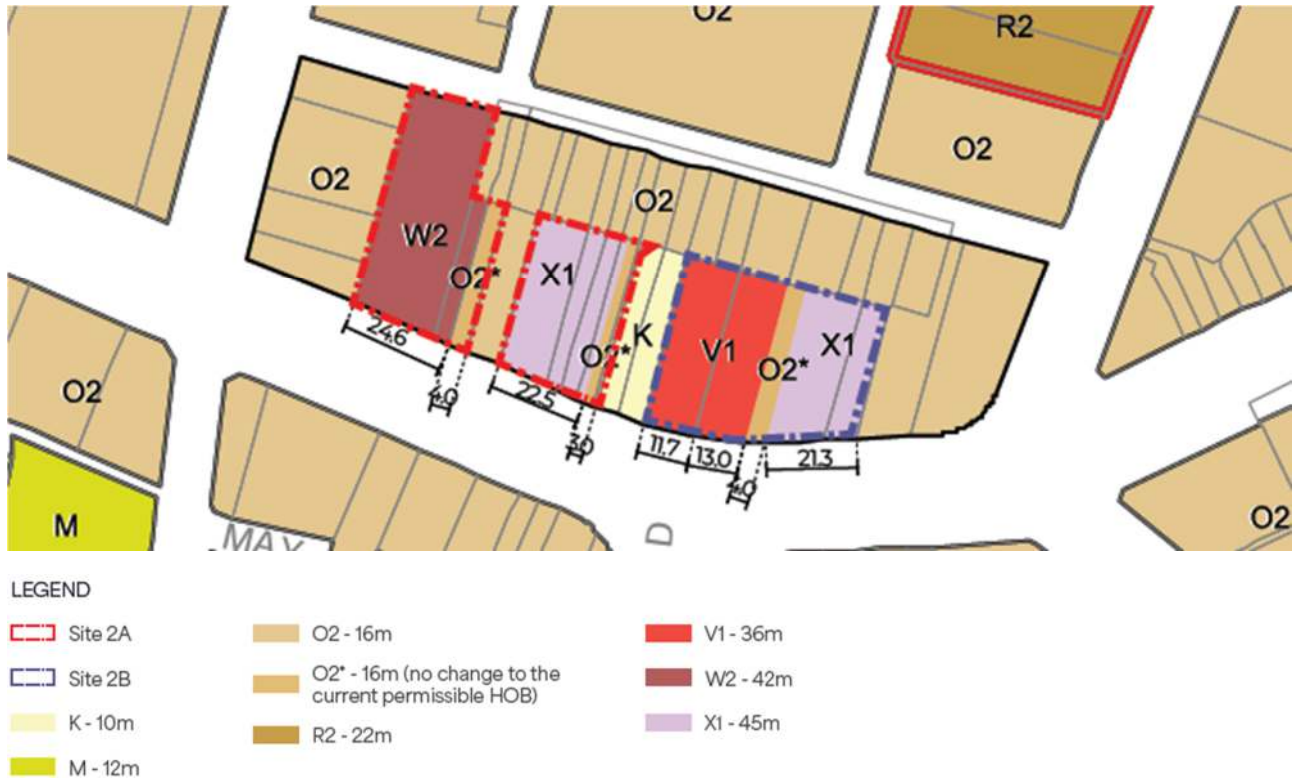 O2
R2
O2
O2
O2
W2
O2*
X1
O2*
K
V1
O2*
X1
24.6
4.0
22.5
3.0
11.7
13.0
4.0
21.3
O2
M
MAY
D
O2
LEGEND
Site 2A
Site 2B
K - 10m
M - 12m
O2 - 16m
O2* - 16m (no change to the
current permissible HOB)
R2 - 22m
V1 - 36m
W2 - 42m
X1 - 45m